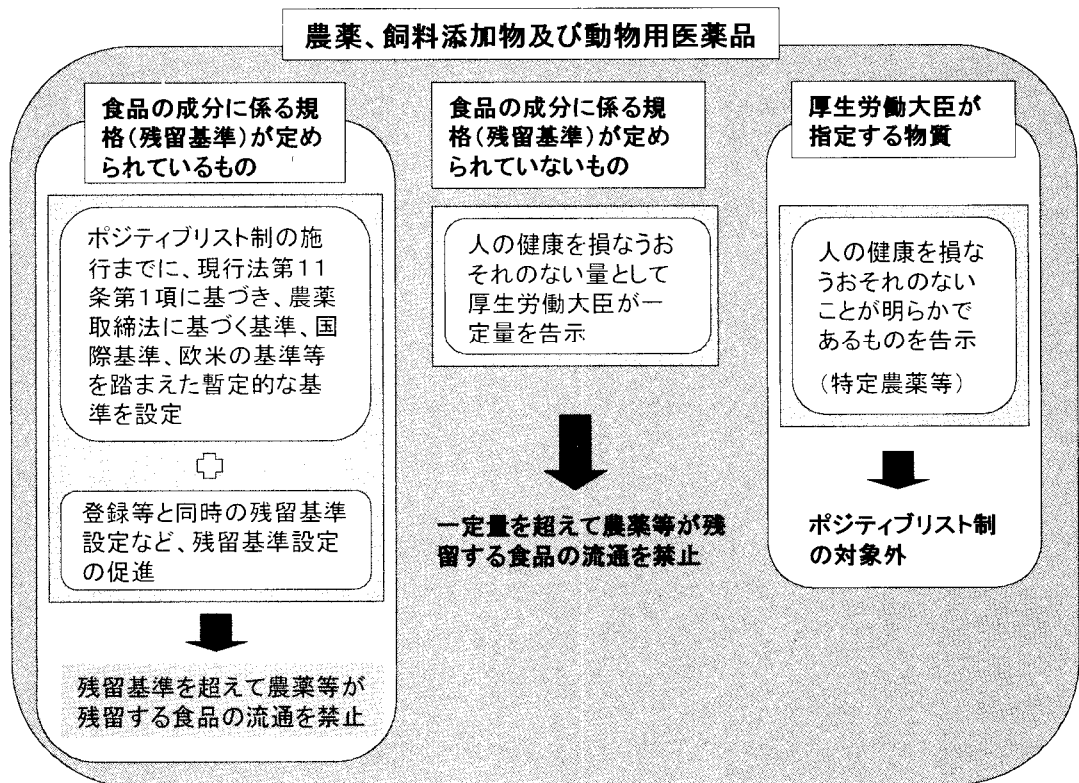 農薬、飼料添加物及び動物用医薬品
食品の成分に係る規
格(残留基準)が定め
られているもの
ポジティブリスト制の施
行までに、現行法第11
条第1項に基づき、農薬
取締法に基づく基準、国
際基準、欧米の基準等
を踏まえた暫定的な基
準を設定
登録等と同時の残留基準
設定など、残留基準設定
の促進
残留基準を超えて農薬等が
残留する食品の流通を禁止
食品の成分に係る規
格(残留基準)が定め
られていないもの
人の健康を損なうお
それのない量として
厚生労働大臣が一
定量を告示
一定量を超えて農薬等が残
留する食品の流通を禁止
厚生労働大臣が
指定する物質
人の健康を損な
うおそれのない
ことが明らかで
あるものを告示
(特定農薬等)
ポジティブリスト制
の対象外